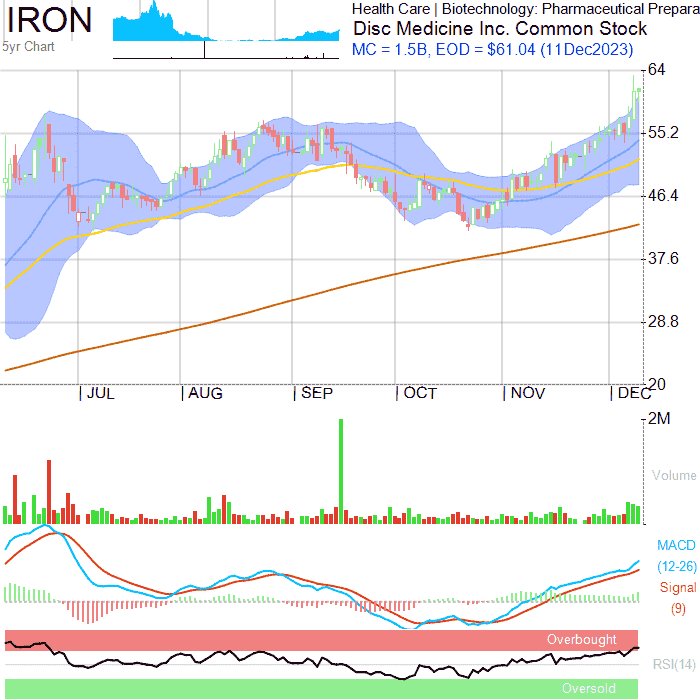 IRON
5yr Chart
Health Care | Biotechnology: Pharmaceutical Prepara
Disc Medicine Inc. Common Stock
MC = 1.5B, EOD = $61.04 (11Dec2023)
64
55.2
46.4
37.6
28.8
20
JUL
AUG
SEP
OCT
NOV
DEC
2M
Volume
MACD
(12-26)
Signal
(9)
Overbought
RSI(14)
Oversold